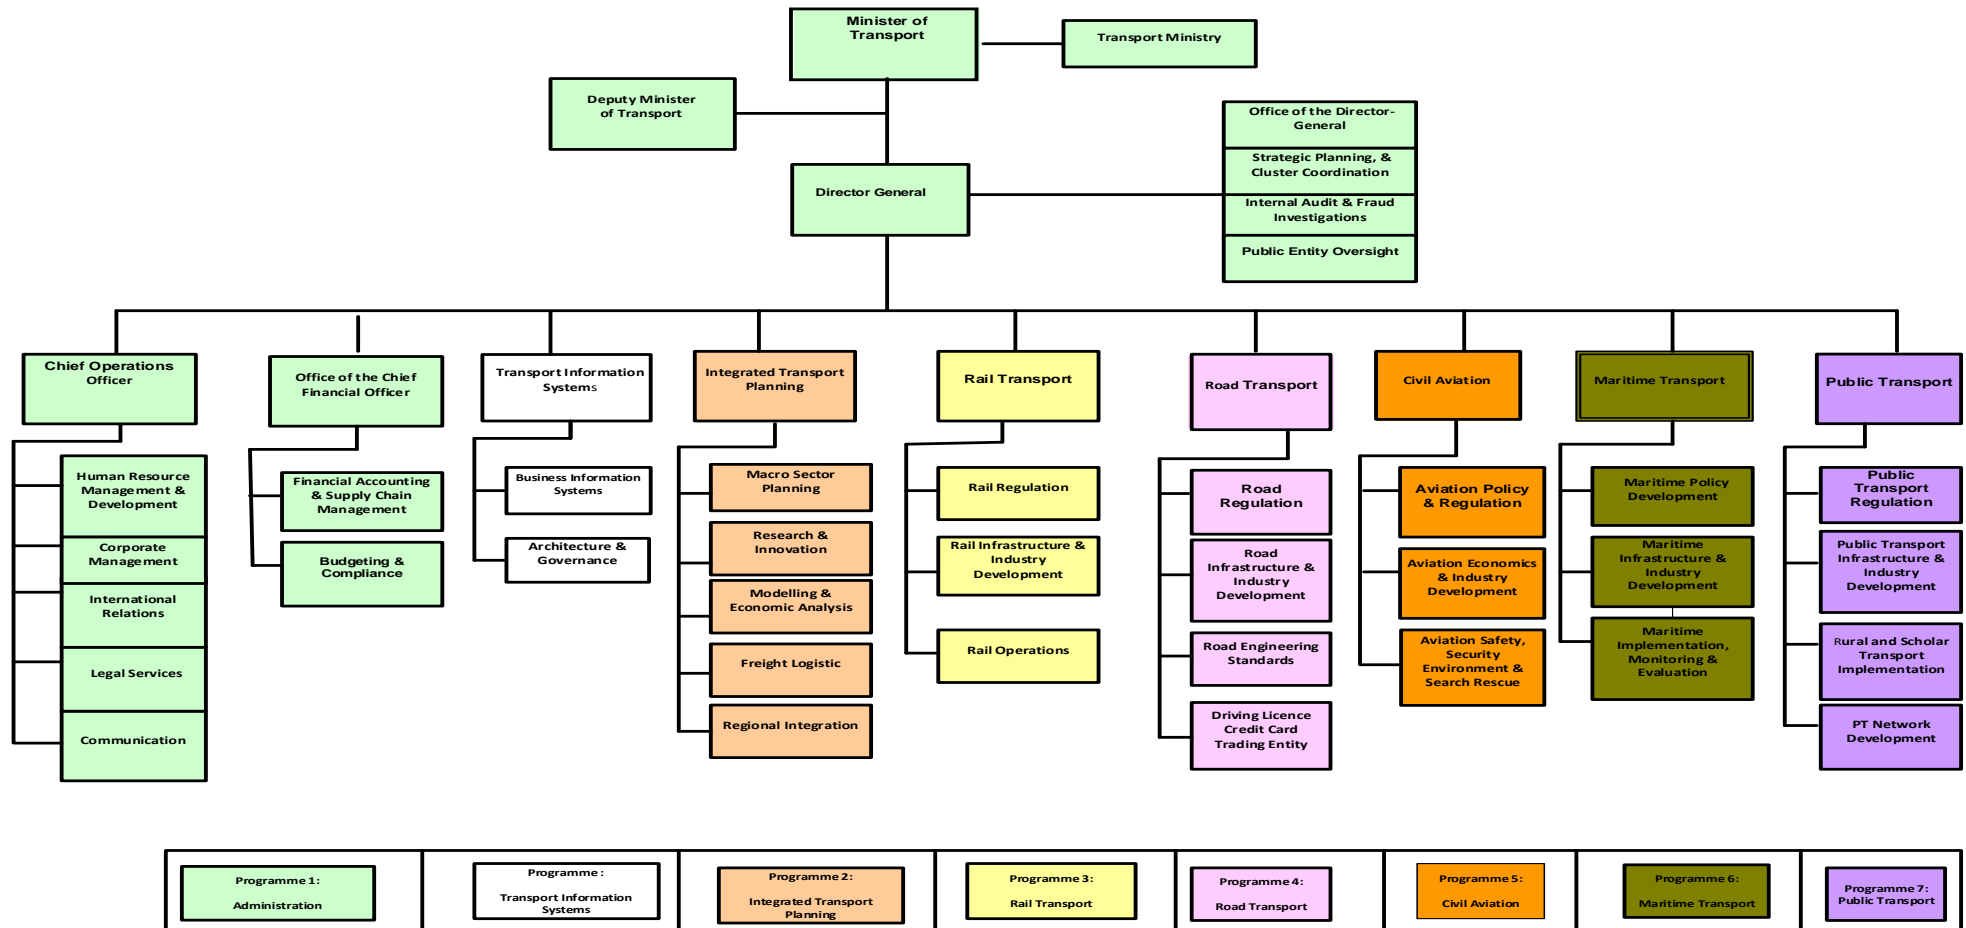 Minister of
Transport
Transport Ministry
Deputy Minister
of Transport
Office of the Director-
General
Strategic Planning, &
Cluster Coordination
Director General
Internal Audit & Fraud
Investigations
Public Entity Oversight
Chief Operations
Officer
Office of the Chief
Financial Officer
Transport Information
Systems
Integrated Transport
Planning
Rail Transport
Road Transport
Civil Aviation
Maritime Transport
Public Transport
Human Resource
Management &
Development
Corporate
Management
International
Relations
Legal Services
Communication
Financial Accounting
& Supply Chain
Management
Budgeting &
Compliance
Business Information
Systems
Architecture &
Governance
Macro Sector
Planning
Research &
Innovation
Modelling &
Economic Analysis
Freight Logistic
Regional Integration
Rail Regulation
Rail Infrastructure &
Industry
Development
Rail Operations
Road
Regulation
Road
Infrastructure &
Industry
Development
Road Engineering
Standards
Driving Licence
Credit Card
Trading Entity
Aviation Policy
& Regulation
Aviation Economics
& Industry
Development
Aviation Safety,
Security
Environment &
Search Rescue
Maritime Policy
Development
Maritime
Infrastructure &
Industry
Development
Maritime
Implementation,
Monitoring &
Evaluation
Public
Transport
Regulation
Public Transport
Infrastructure &
Industry
Development
Rural and Scholar
Transport
Implementation
PT Network
Development
Programme 1:
Administration
Programme :
Transport Information
Systems
Programme 2:
Integrated Transport
Planning
Programme 3:
Rail Transport
Programme 4:
Road Transport
Programme 5:
Civil Aviation
Programme 6:
Maritime Transport
Programme 7:
Public Transport